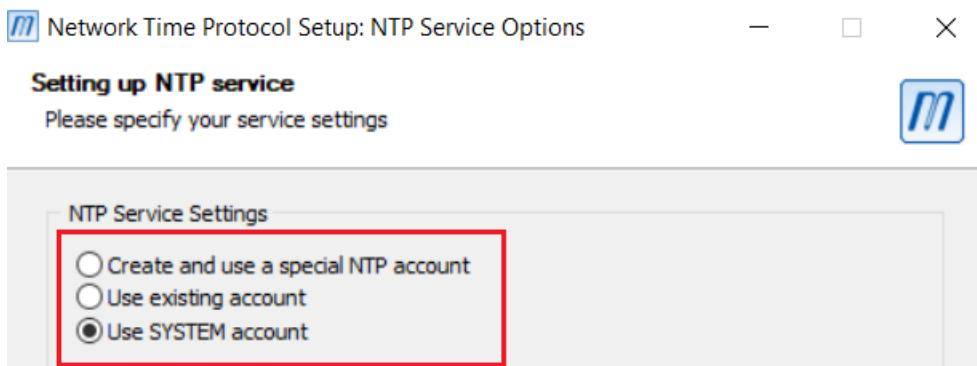 Network Time Protocol Setup: NTP Service Options
Setting up NTP service
Please specify your service settings
NTP Service Settings
Create and use a special NTP account
Use existing account
Use SYSTEM account